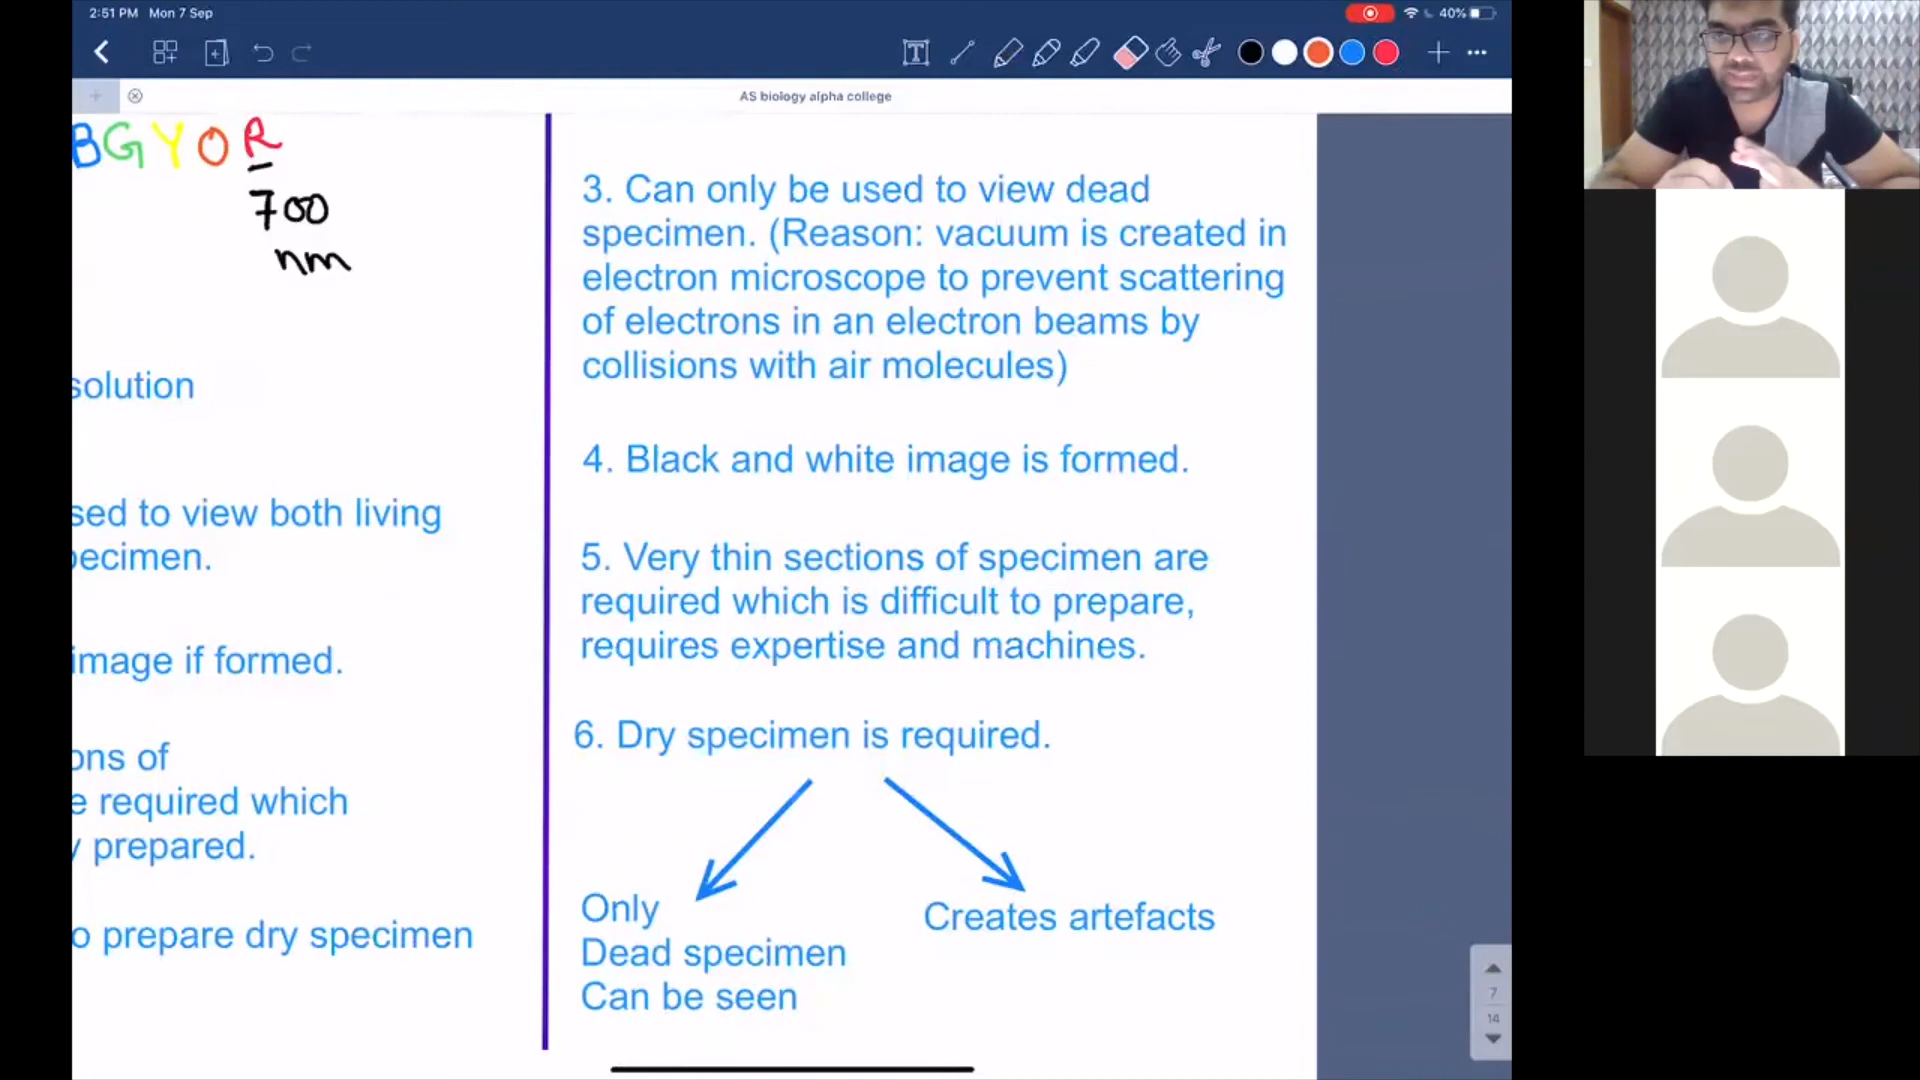 2:51 PM Mon 7 Sep
40%
AS biology alpha college
BGYOR
700
nm
solution
sed to view both living
pecimen.
image if formed.
ons of
e required which
y prepared.
o prepare dry specimen
3. Can only be used to view dead
specimen. (Reason: vacuum is created in
electron microscope to prevent scattering
of electrons in an electron beams by
collisions with air molecules)
4. Black and white image is formed.
5. Very thin sections of specimen are
required which is difficult to prepare,
requires expertise and machines.
6. Dry specimen is required.
Only
Dead specimen
Can be seen
Creates artefacts
7
14